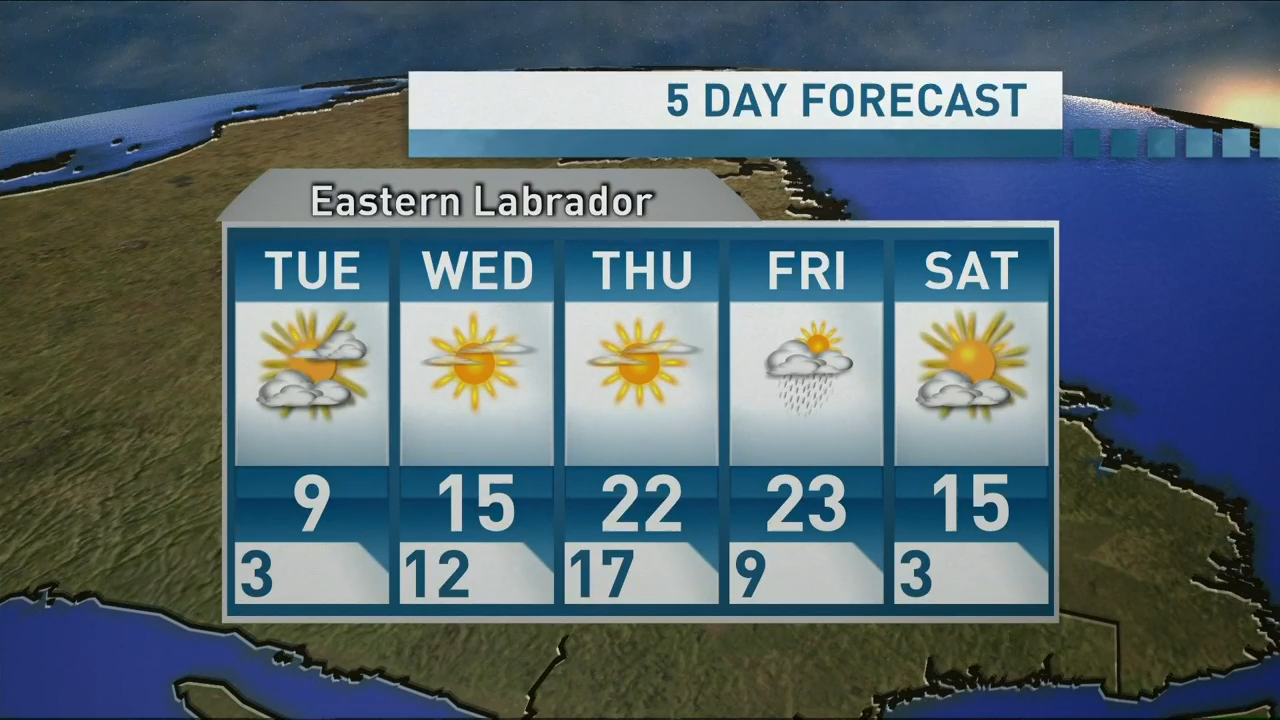 5 DAY FORECAST
Eastern Labrador
TUE WED THU FRI SAT
9 15 22 23 15
3 12 17 9 3